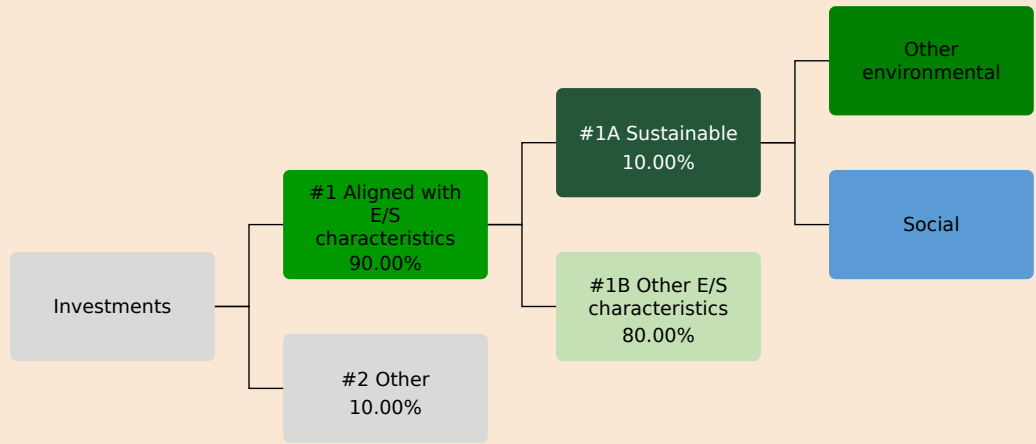 Investments
#1 Aligned with
E/S
characteristics
90.00%
#2 Other
10.00%
#1A Sustainable
10.00%
#1B Other E/S
characteristics
80.00%
Other
environmental
Social